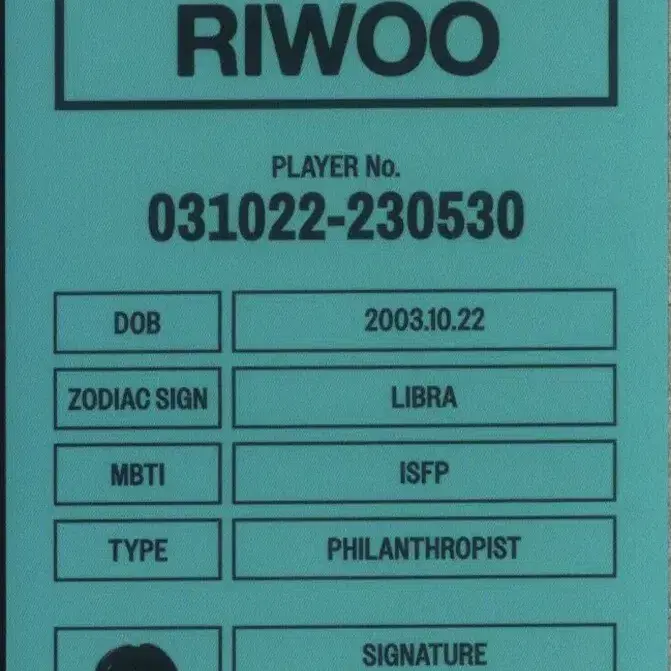 RIWOO
PLAYER No.
031022-230530
DOB
2003.10.22
ZODIAC SIGN
LIBRA
MBTI
ISFP
TYPE
PHILANTHROPIST
SIGNATURE